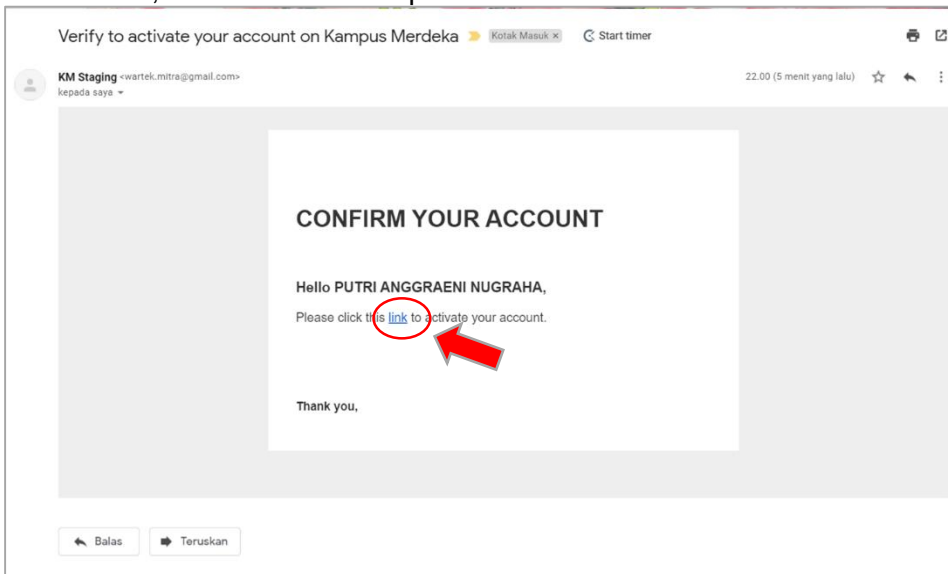 Verify to activate your account on Kampus Merdeka Kotak Masuk × Start timer
KM Staging <wartek.mitra@gmail.com> 22.00 (5 menit yang lalu)
kepada saya
CONFIRM YOUR ACCOUNT
Hello PUTRI ANGGRAENI NUGRAHA,
Please click this link to activate your account.
Thank you,
Balas Teruskan